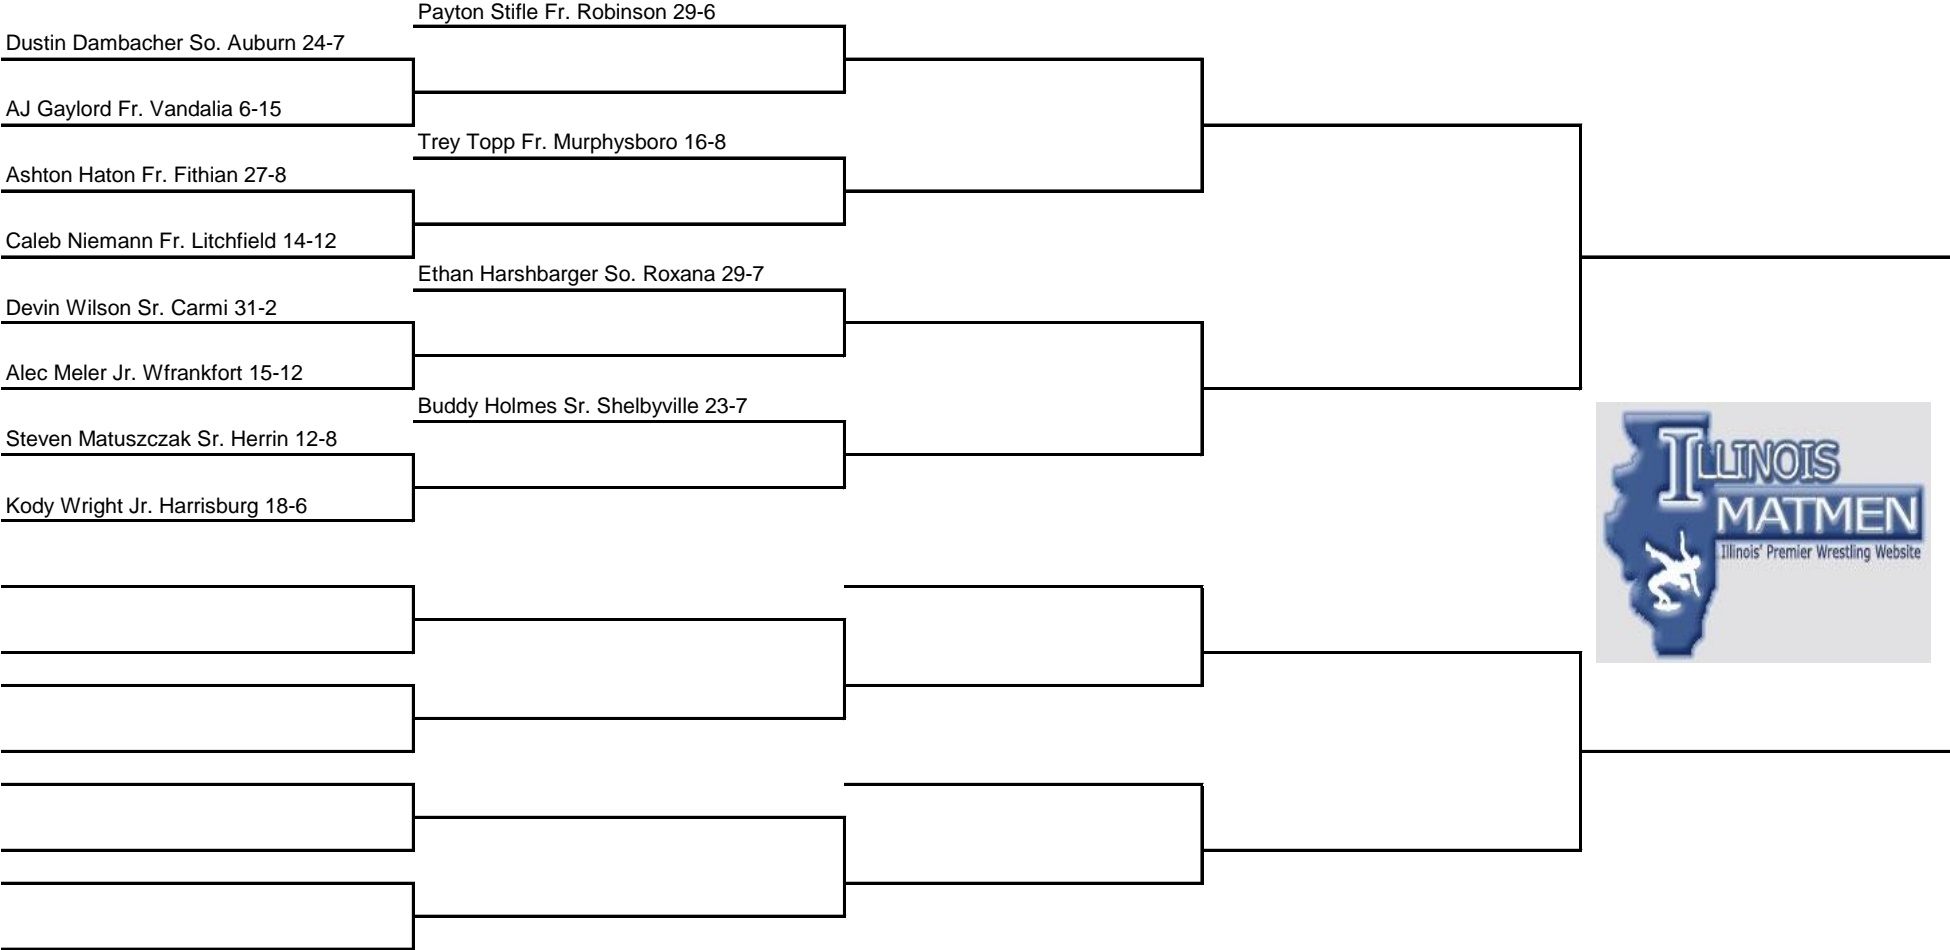 Payton Stifle Fr. Robinson 29-6
Dustin Dambacher So. Auburn 24-7
AJ Gaylord Fr. Vandalia 6-15
Trey Topp Fr. Murphysboro 16-8
Ashton Haton Fr. Fithian 27-8
Caleb Niemann Fr. Litchfield 14-12
Ethan Harshbarger So. Roxana 29-7
Devin Wilson Sr. Carmi 31-2
Alec Meler Jr. Wfrankfort 15-12
Buddy Holmes Sr. Shelbyville 23-7
Steven Matuszczak Sr. Herrin 12-8
Kody Wright Jr. Harrisburg 18-6
ILLINOIS
MATMEN
Illinois' Premier Wrestling Website